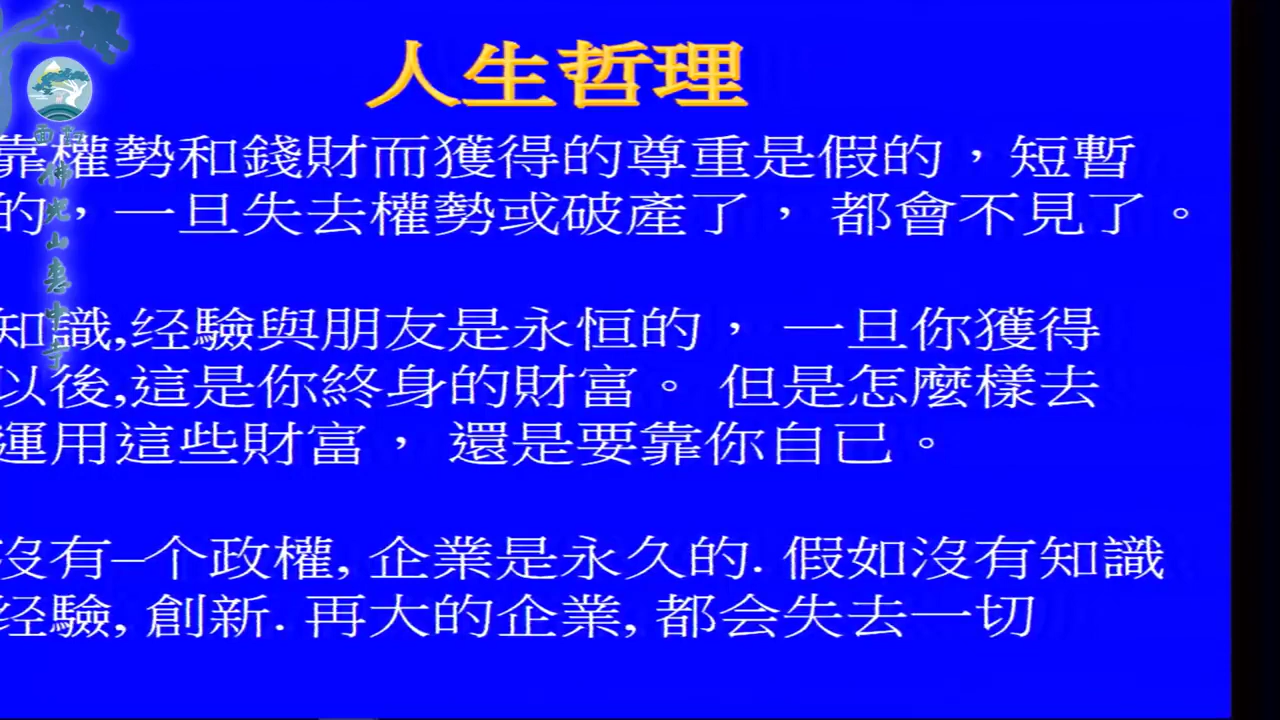 人生哲理
靠權勢和錢財而獲得的尊重是假的，短暫
的，一旦失去權勢或破產了， 都會不見了。
知識,经驗與朋友是永恒的， 一旦你獲得
以後,這是你終身的財富。 但是怎麼樣去
運用這些財富， 還是要靠你自己。
沒有一个政權, 企業是永久的. 假如沒有知識
经驗, 創新. 再大的企業, 都会失去一切